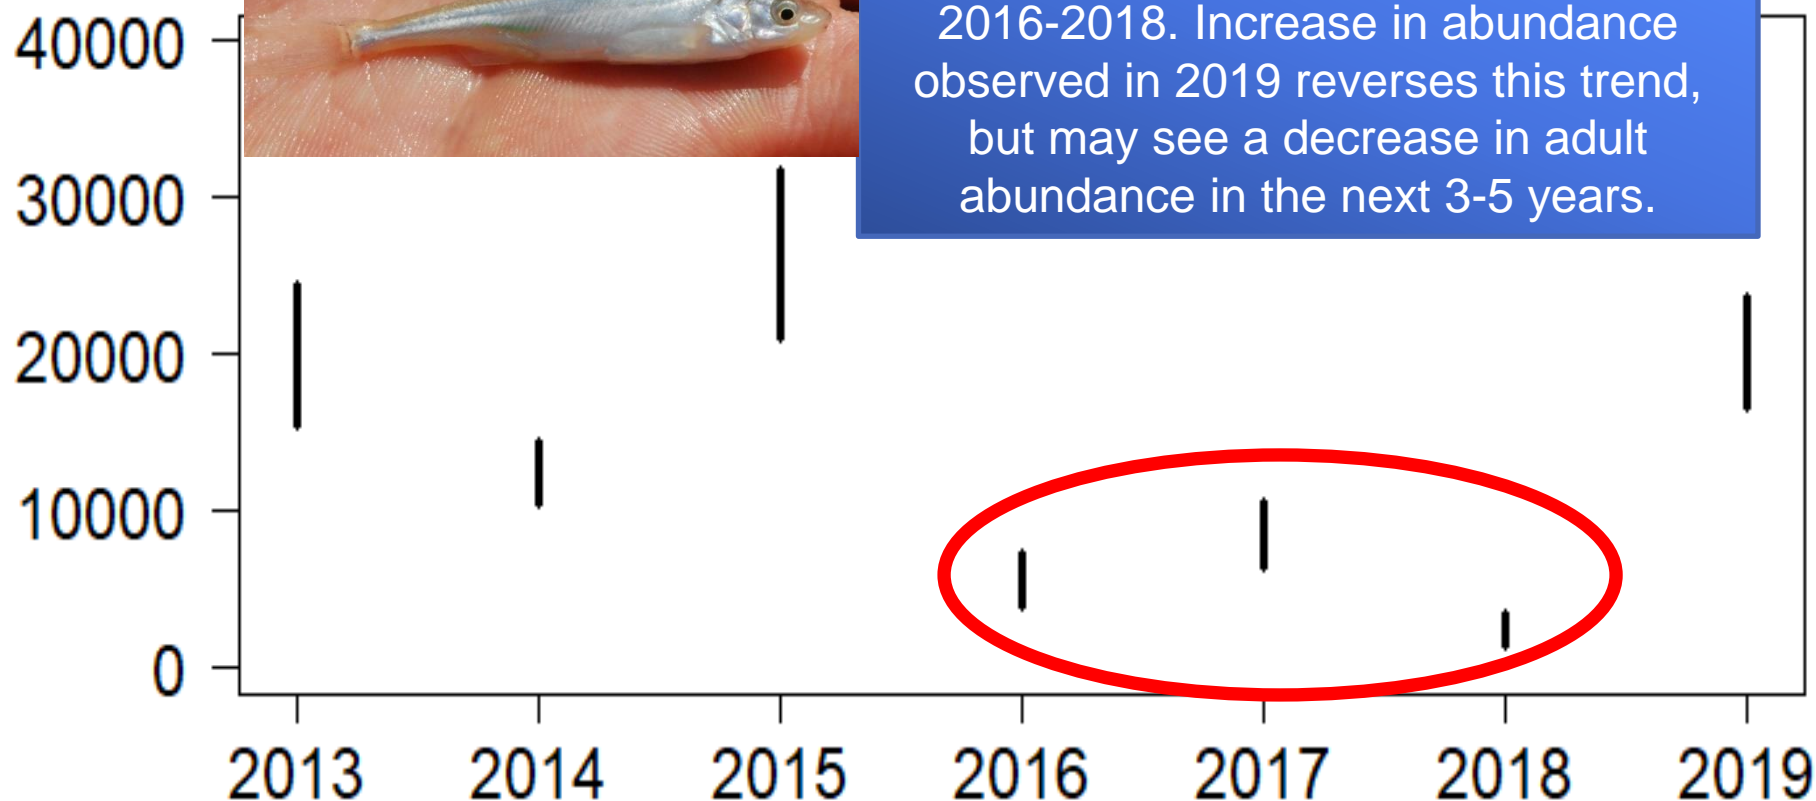 2016-2018. Increase in abundance
observed in 2019 reverses this trend,
but may see a decrease in adult
abundance in the next 3-5 years.
40000
30000
20000
10000
0
2013 2014 2015 2016 2017 2018 2019